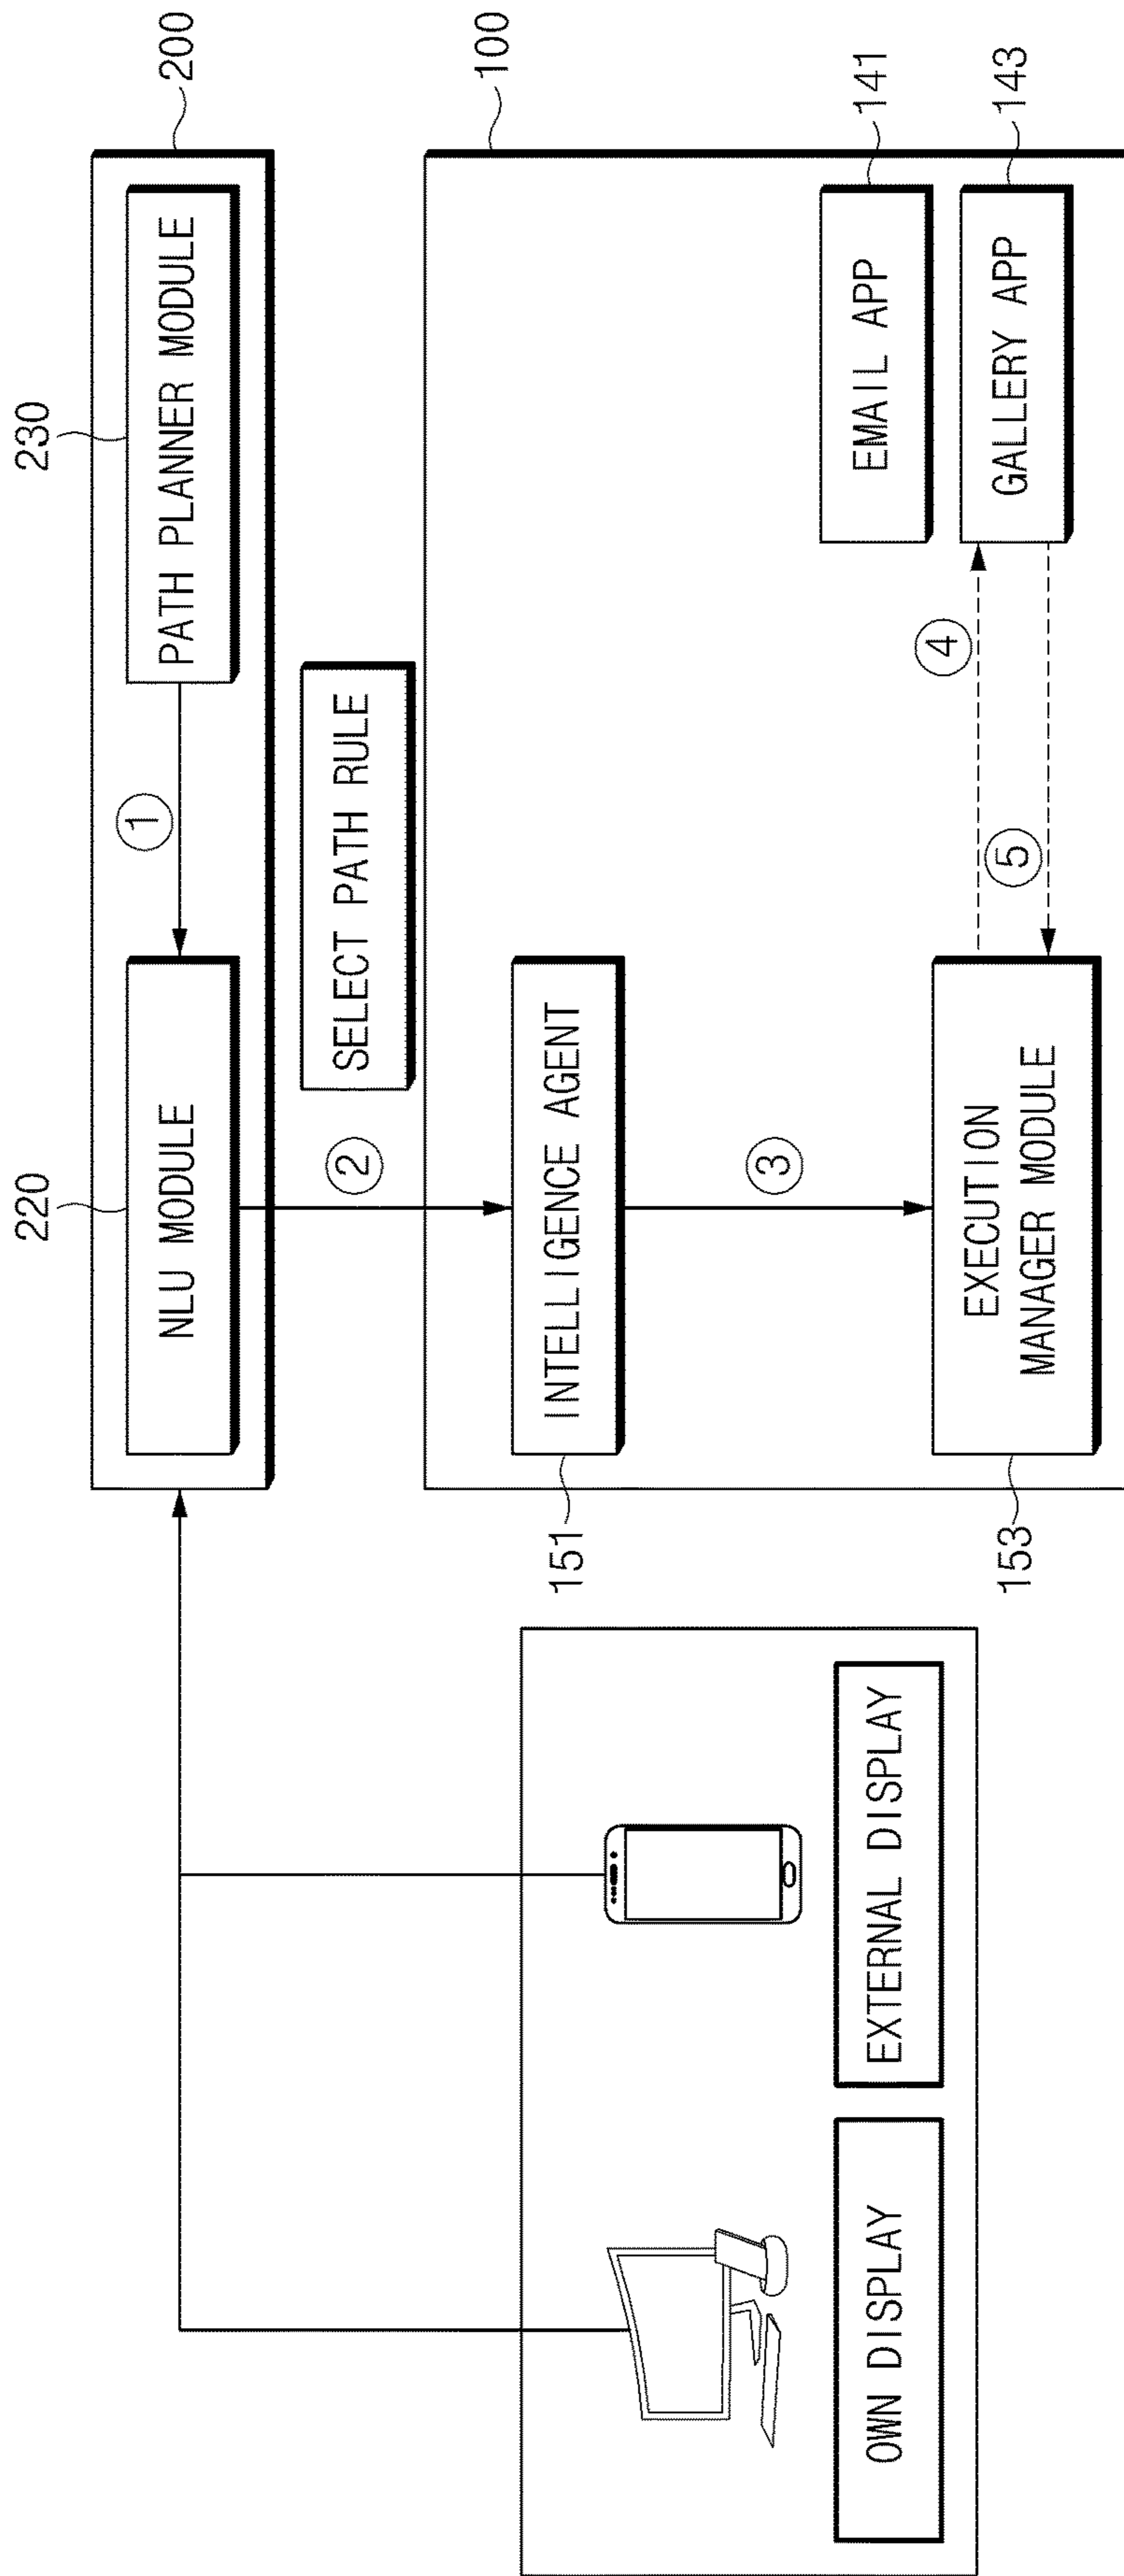 230
200
220
NLU MODULE
①
PATH PLANNER MODULE
②
SELECT PATH RULE
100
151
INTELLIGENCE AGENT
③
EMAIL APP
141
④
GALLERY APP
143
⑤
153
EXECUTION
MANAGER MODULE
OWN DISPLAY
EXTERNAL DISPLAY